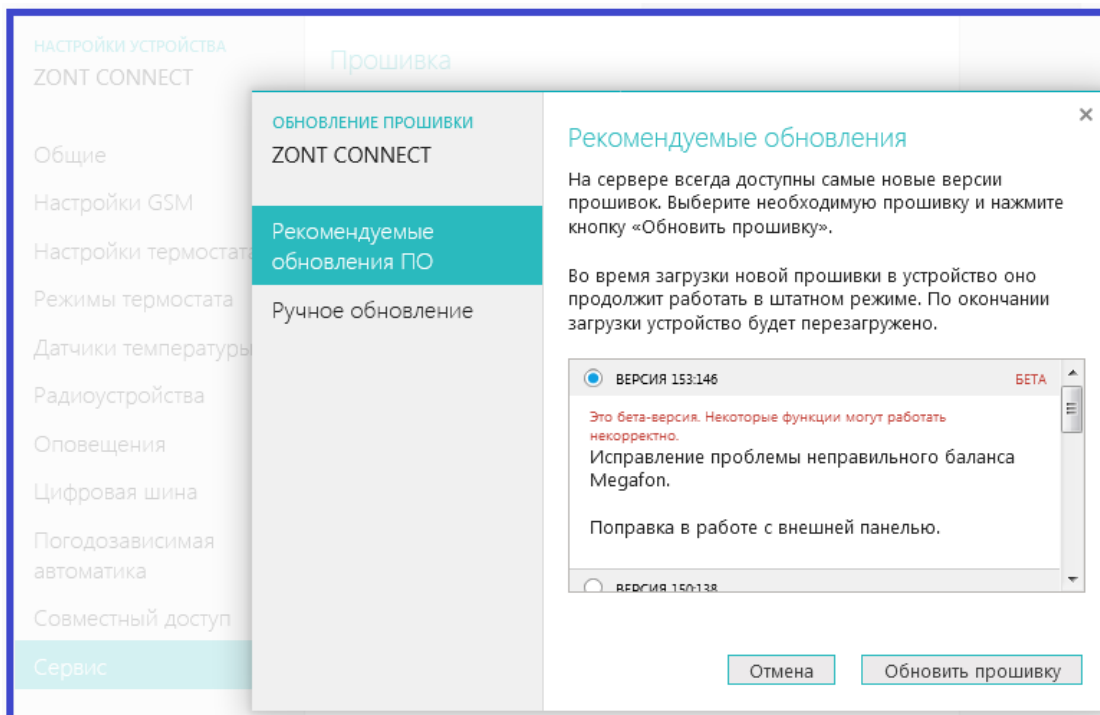 НАСТРОЙКИ УСТРОЙСТВА
ZONT CONNECT
Общие
Настройки GSM
Настройки термостата
Режимы термостата
Датчики температуры
Радиоустройства
Оповещения
Цифровая шина
Погодозависимая
автоматика
Совместный доступ
Сервис
Прошивка
ОБНОВЛЕНИЕ ПРОШИВКИ
ZONT CONNECT
Рекомендуемые
обновления ПО
Ручное обновление
×
Рекомендуемые обновления
На сервере всегда доступны самые новые версии
прошивок. Выберите необходимую прошивку и нажмите
кнопку «Обновить прошивку».
Во время загрузки новой прошивки в устройство оно
продолжит работать в штатном режиме. По окончании
загрузки устройство будет перезагружено.
ВЕРСИЯ 153:146 БЕТА
Это бета-версия. Некоторые функции могут работать
некорректно.
Исправление проблемы неправильного баланса
Megafon.
Поправка в работе с внешней панелью.
ВЕРСИЯ 150:138
Отмена Обновить прошивку